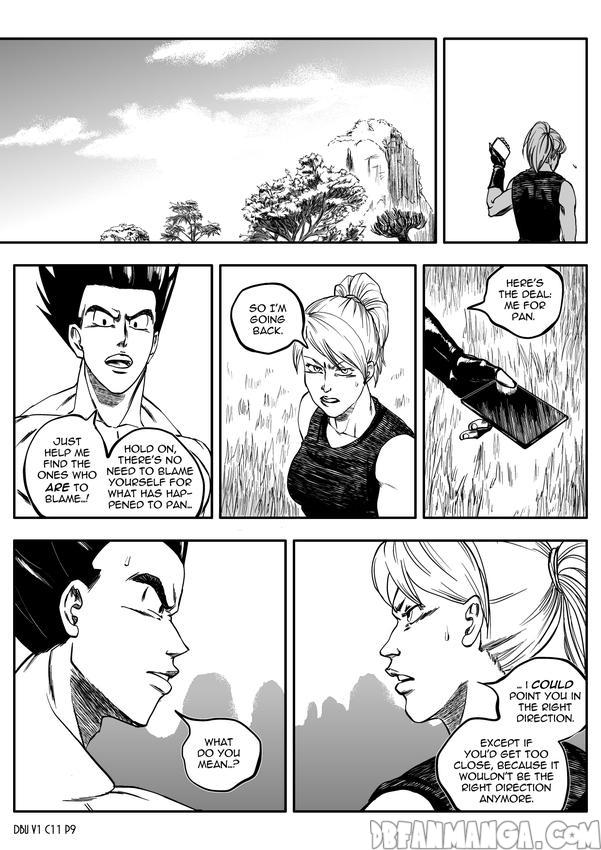 HERE'S
THE DEAL:
ME FOR
PAN.
SO I'M
GOING
BACK.
HOLD ON,
THERE'S NO
NEED TO BLAME
YOURSELF FOR
WHAT HAS HAP-
PENED TO PAN..
JUST
HELP ME
FIND THE
ONES WHO
ARE TO
BLAME..!
.. I COULD
POINT YOU IN
THE RIGHT
DIRECTION.
EXCEPT IF
YOU'D GET TOO
CLOSE, BECAUSE IT
WOULDN'T BE THE
RIGHT DIRECTION
ANYMORE.
WHAT
DO YOU
MEAN..?
DBU V1 C11 P9
DBFANMANGA.COM